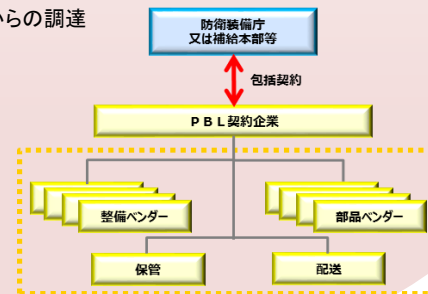 らの調達
防衛装備庁
又は補給本部等
包括契約
ＰＢＬ契約企業
整備ベンダー
部品ベンダー
保管
配送